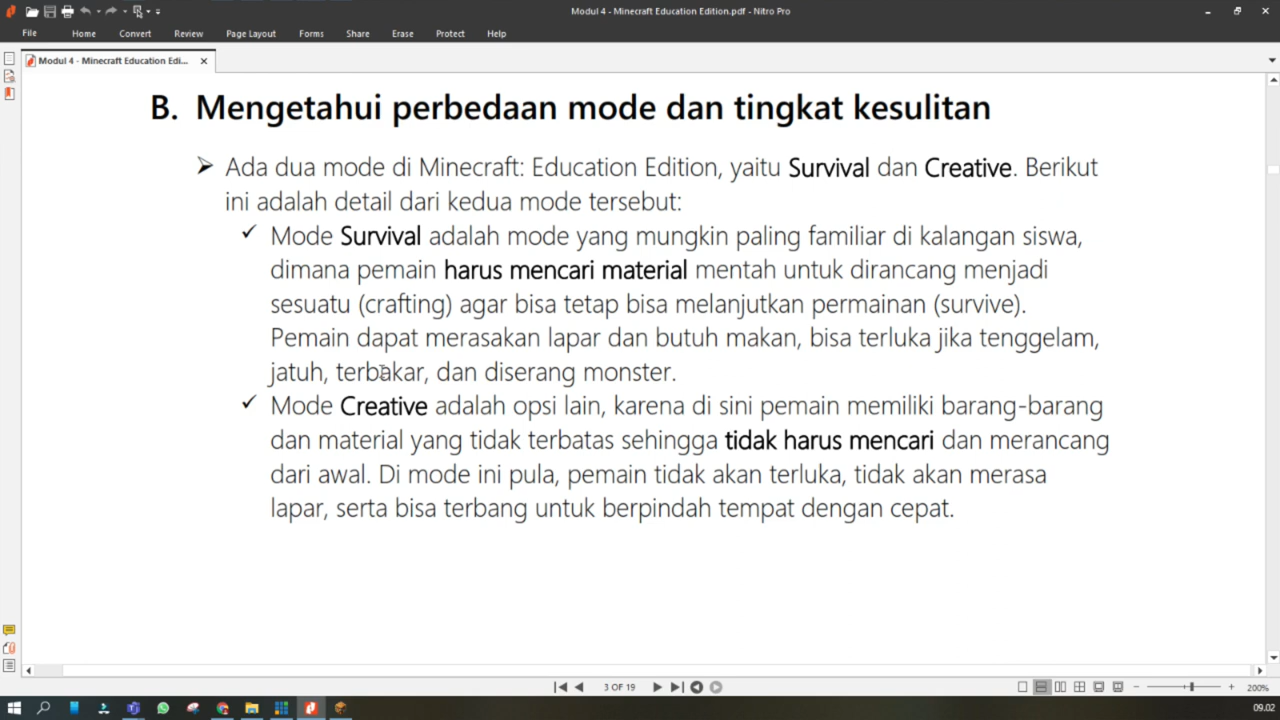 Modul 4 - Minecraft Education Edition.pdf - Nitro Pro
File Home Convert Review Page Layout Forms Share Erase Protect Help
Modul 4 - Minecraft Education Edi...
B. Mengetahui perbedaan mode dan tingkat kesulitan
Ada dua mode di Minecraft: Education Edition, yaitu Survival dan Creative. Berikut
ini adalah detail dari kedua mode tersebut:
Mode Survival adalah mode yang mungkin paling familiar di kalangan siswa,
dimana pemain harus mencari material mentah untuk dirancang menjadi
sesuatu (crafting) agar bisa tetap bisa melanjutkan permainan (survive).
Pemain dapat merasakan lapar dan butuh makan, bisa terluka jika tenggelam,
jatuh, terbakar, dan diserang monster.
Mode Creative adalah opsi lain, karena di sini pemain memiliki barang-barang
dan material yang tidak terbatas sehingga tidak harus mencari dan merancang
dari awal. Di mode ini pula, pemain tidak akan terluka, tidak akan merasa
lapar, serta bisa terbang untuk berpindah tempat dengan cepat.
3 OF 19
200%
09.02